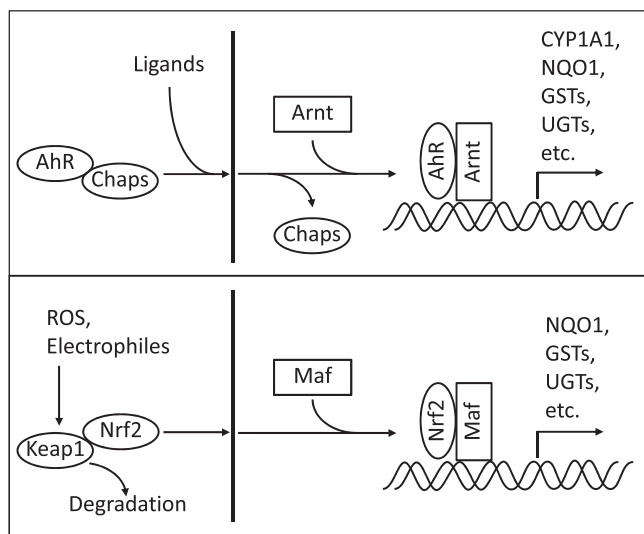 Ligands
AhR
Chaps
Arnt
Chaps
AhR
Arnt
CYP1A1,
NQO1,
GSTs,
UGTs,
etc.
ROS,
Electrophiles
Keap1
Nrf2
Degradation
Maf
Nrf2
Maf
NQO1,
GSTs,
UGTs,
etc.